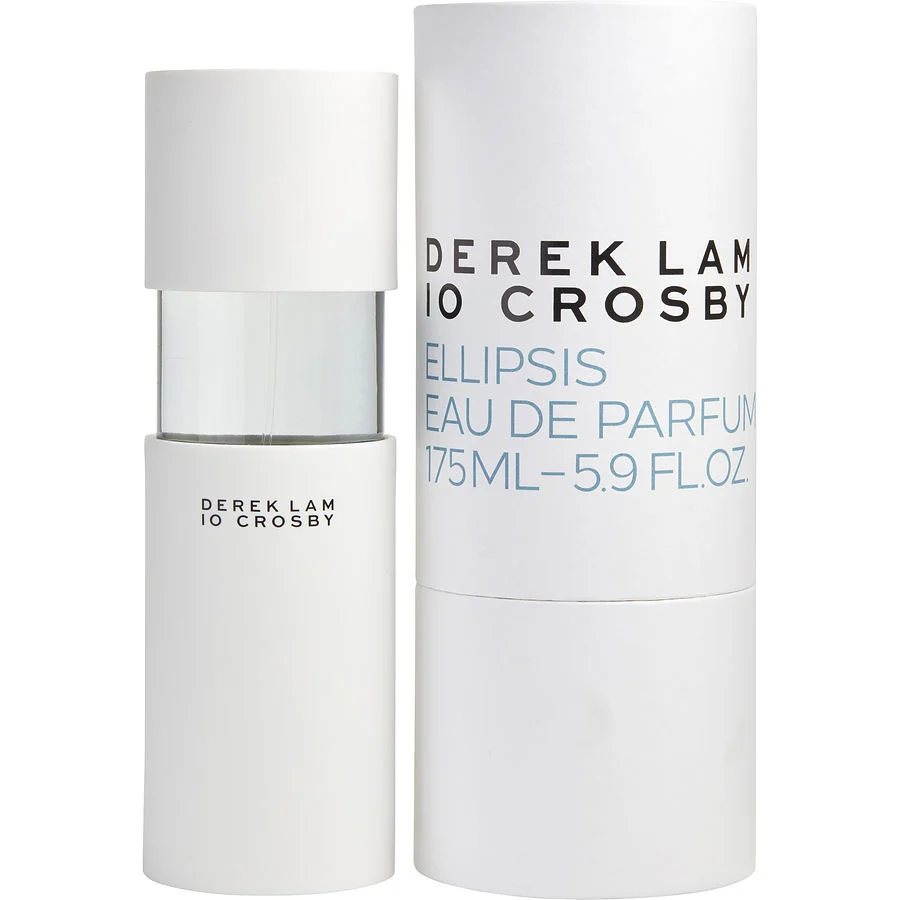 DEREK LAM
10 CROSBY
DEREK LAM
10 CROSBY
ELLIPSIS
EAU DE PARFUM
175ML–5.9 FL.OZ.